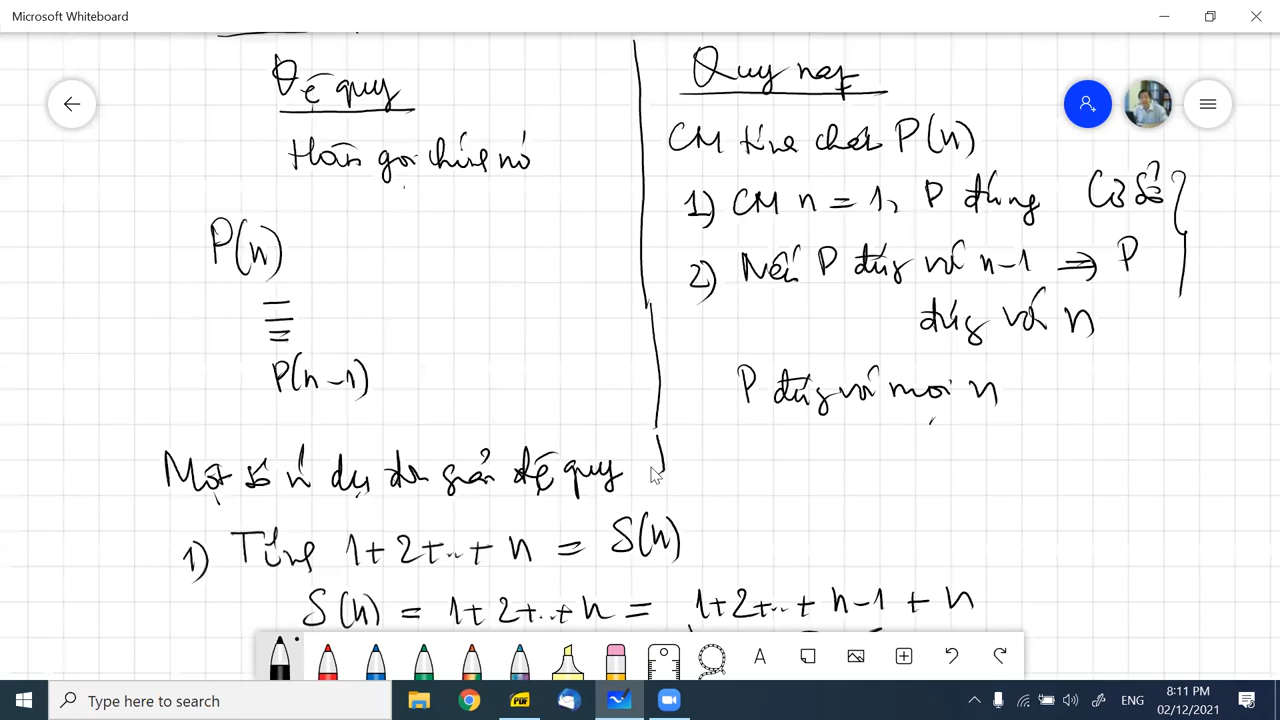 Microsoft Whiteboard
Đệ quy
Hàm gọi chính nó
P(n)
P(n-1)
Quy nạp
CM tính chất P(n)
1) CM n = 1, P đúng Cơ sở
2) Nếu P đúng với n-1 => P
đúng với n
P đúng với mọi n
Một số ví dụ đơn giản đệ quy
1) Tính 1+2+...+ n = S(n)
S(n) = 1+2+...+n = 1+2+...+ n-1 + n
A
Type here to search
PDF
ENG
8:11 PM
02/12/2021